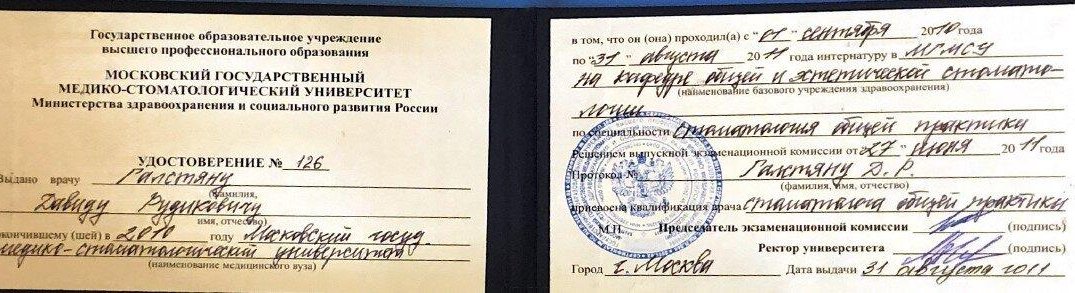 Государственное образовательное учреждение
высшего профессионального образования
МОСКОВСКИЙ ГОСУДАРСТВЕННЫЙ
МЕДИКО-СТОМАТОЛОГИЧЕСКИЙ УНИВЕРСИТЕТ
Министерства здравоохранения и социального развития России
УДОСТОВЕРЕНИЕ № 126
Выдано врачу Галстяну
фамилия,
Давиду Рудиковичу
имя, отчество)
окончившему (шей) в 2010 году Московский госуд.
медико-стоматологический университет
(наименование медицинского вуза)
в том, что он (она) проходил(а) с "01" сентября 2010 года
по "31" августа 2011 года интернатуру в МГМСУ
на кафедре общей и эстетической стомато-
(наименование базового учреждения здравоохранения)
логии
по специальности стоматология общей практики
Решением выпускной экзаменационной комиссии от "27" июня 2011 года
Протокол № Галстяну Д. Р.
(фамилия, имя, отчество)
присвоена квалификация врача стоматолога общей практики
М.П. Председатель экзаменационной комиссии (подпись)
Ректор университета (подпись)
Город г. Москва Дата выдачи 31 августа 2011